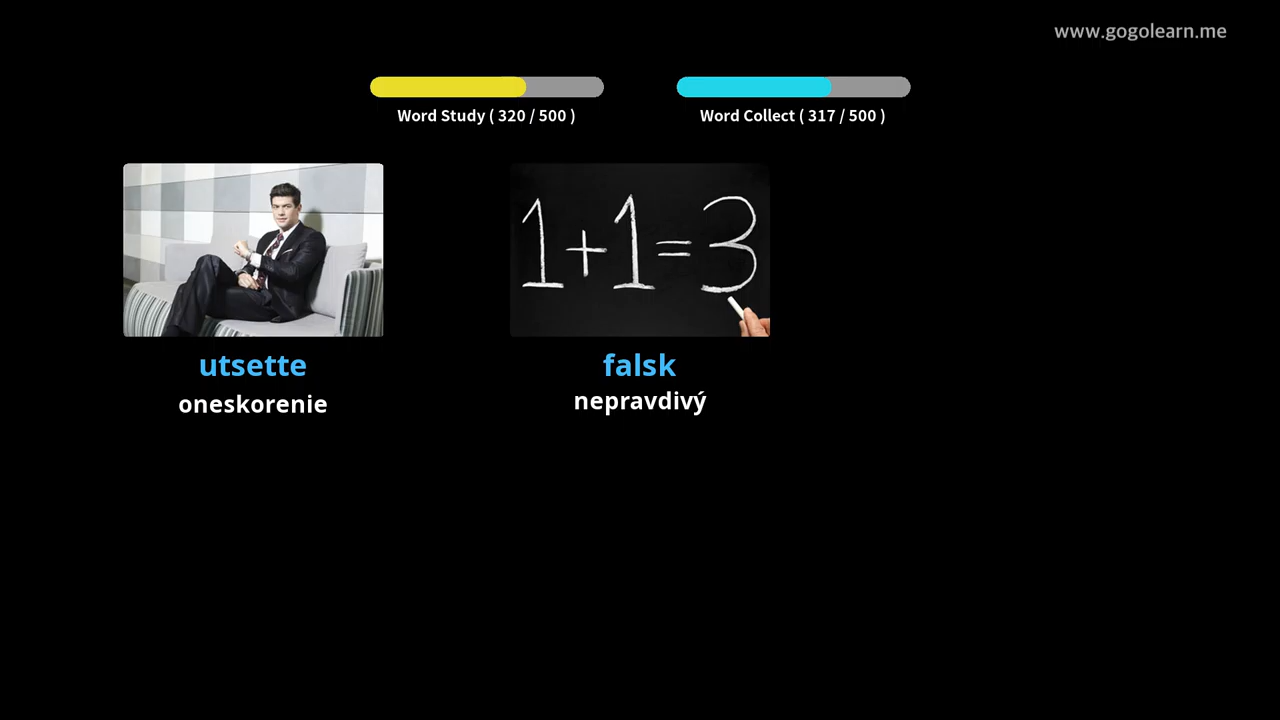 www.gogolearn.me
Word Study ( 320 / 500 )
Word Collect ( 317 / 500 )
1+1=3
utsette
falsk
oneskorenie
nepravdivý